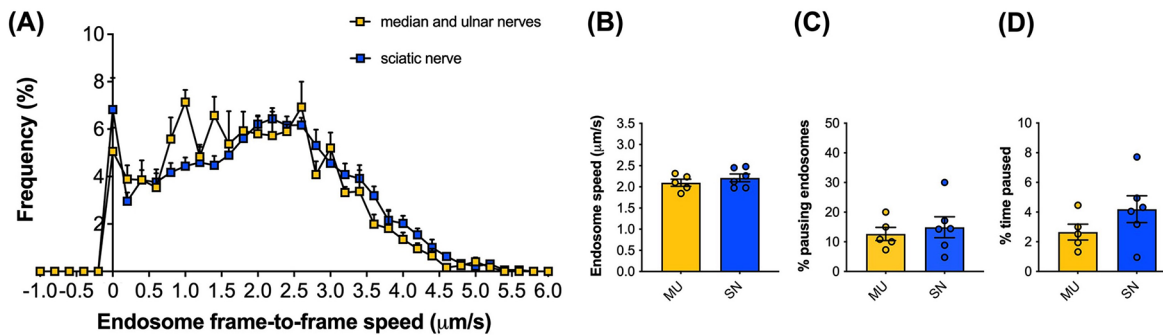 (A)
median and ulnar nerves
sciatic nerve
Frequency (%)
10
8
6
4
2
-1.0 -0.5 0 0.5 1.0 1.5 2.0 2.5 3.0 3.5 4.0 4.5 5.0 5.5 6.0
Endosome frame-to-frame speed (μm/s)
(B)
Endosome speed (μm/s)
3.5
3.0
2.5
2.0
1.5
1.0
0.5
0.0
MU SN
(C)
% pausing endosomes
50
40
30
20
10
0
MU SN
(D)
% time paused
10
8
6
4
2
0
MU SN